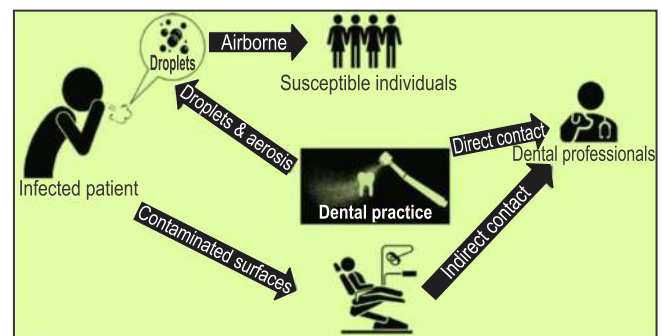 Droplets
Airborne
Susceptible individuals
Droplets & aerosis
Direct contact
Dental professionals
Infected patient
Dental practice
Contaminated surfaces
Indirect contact